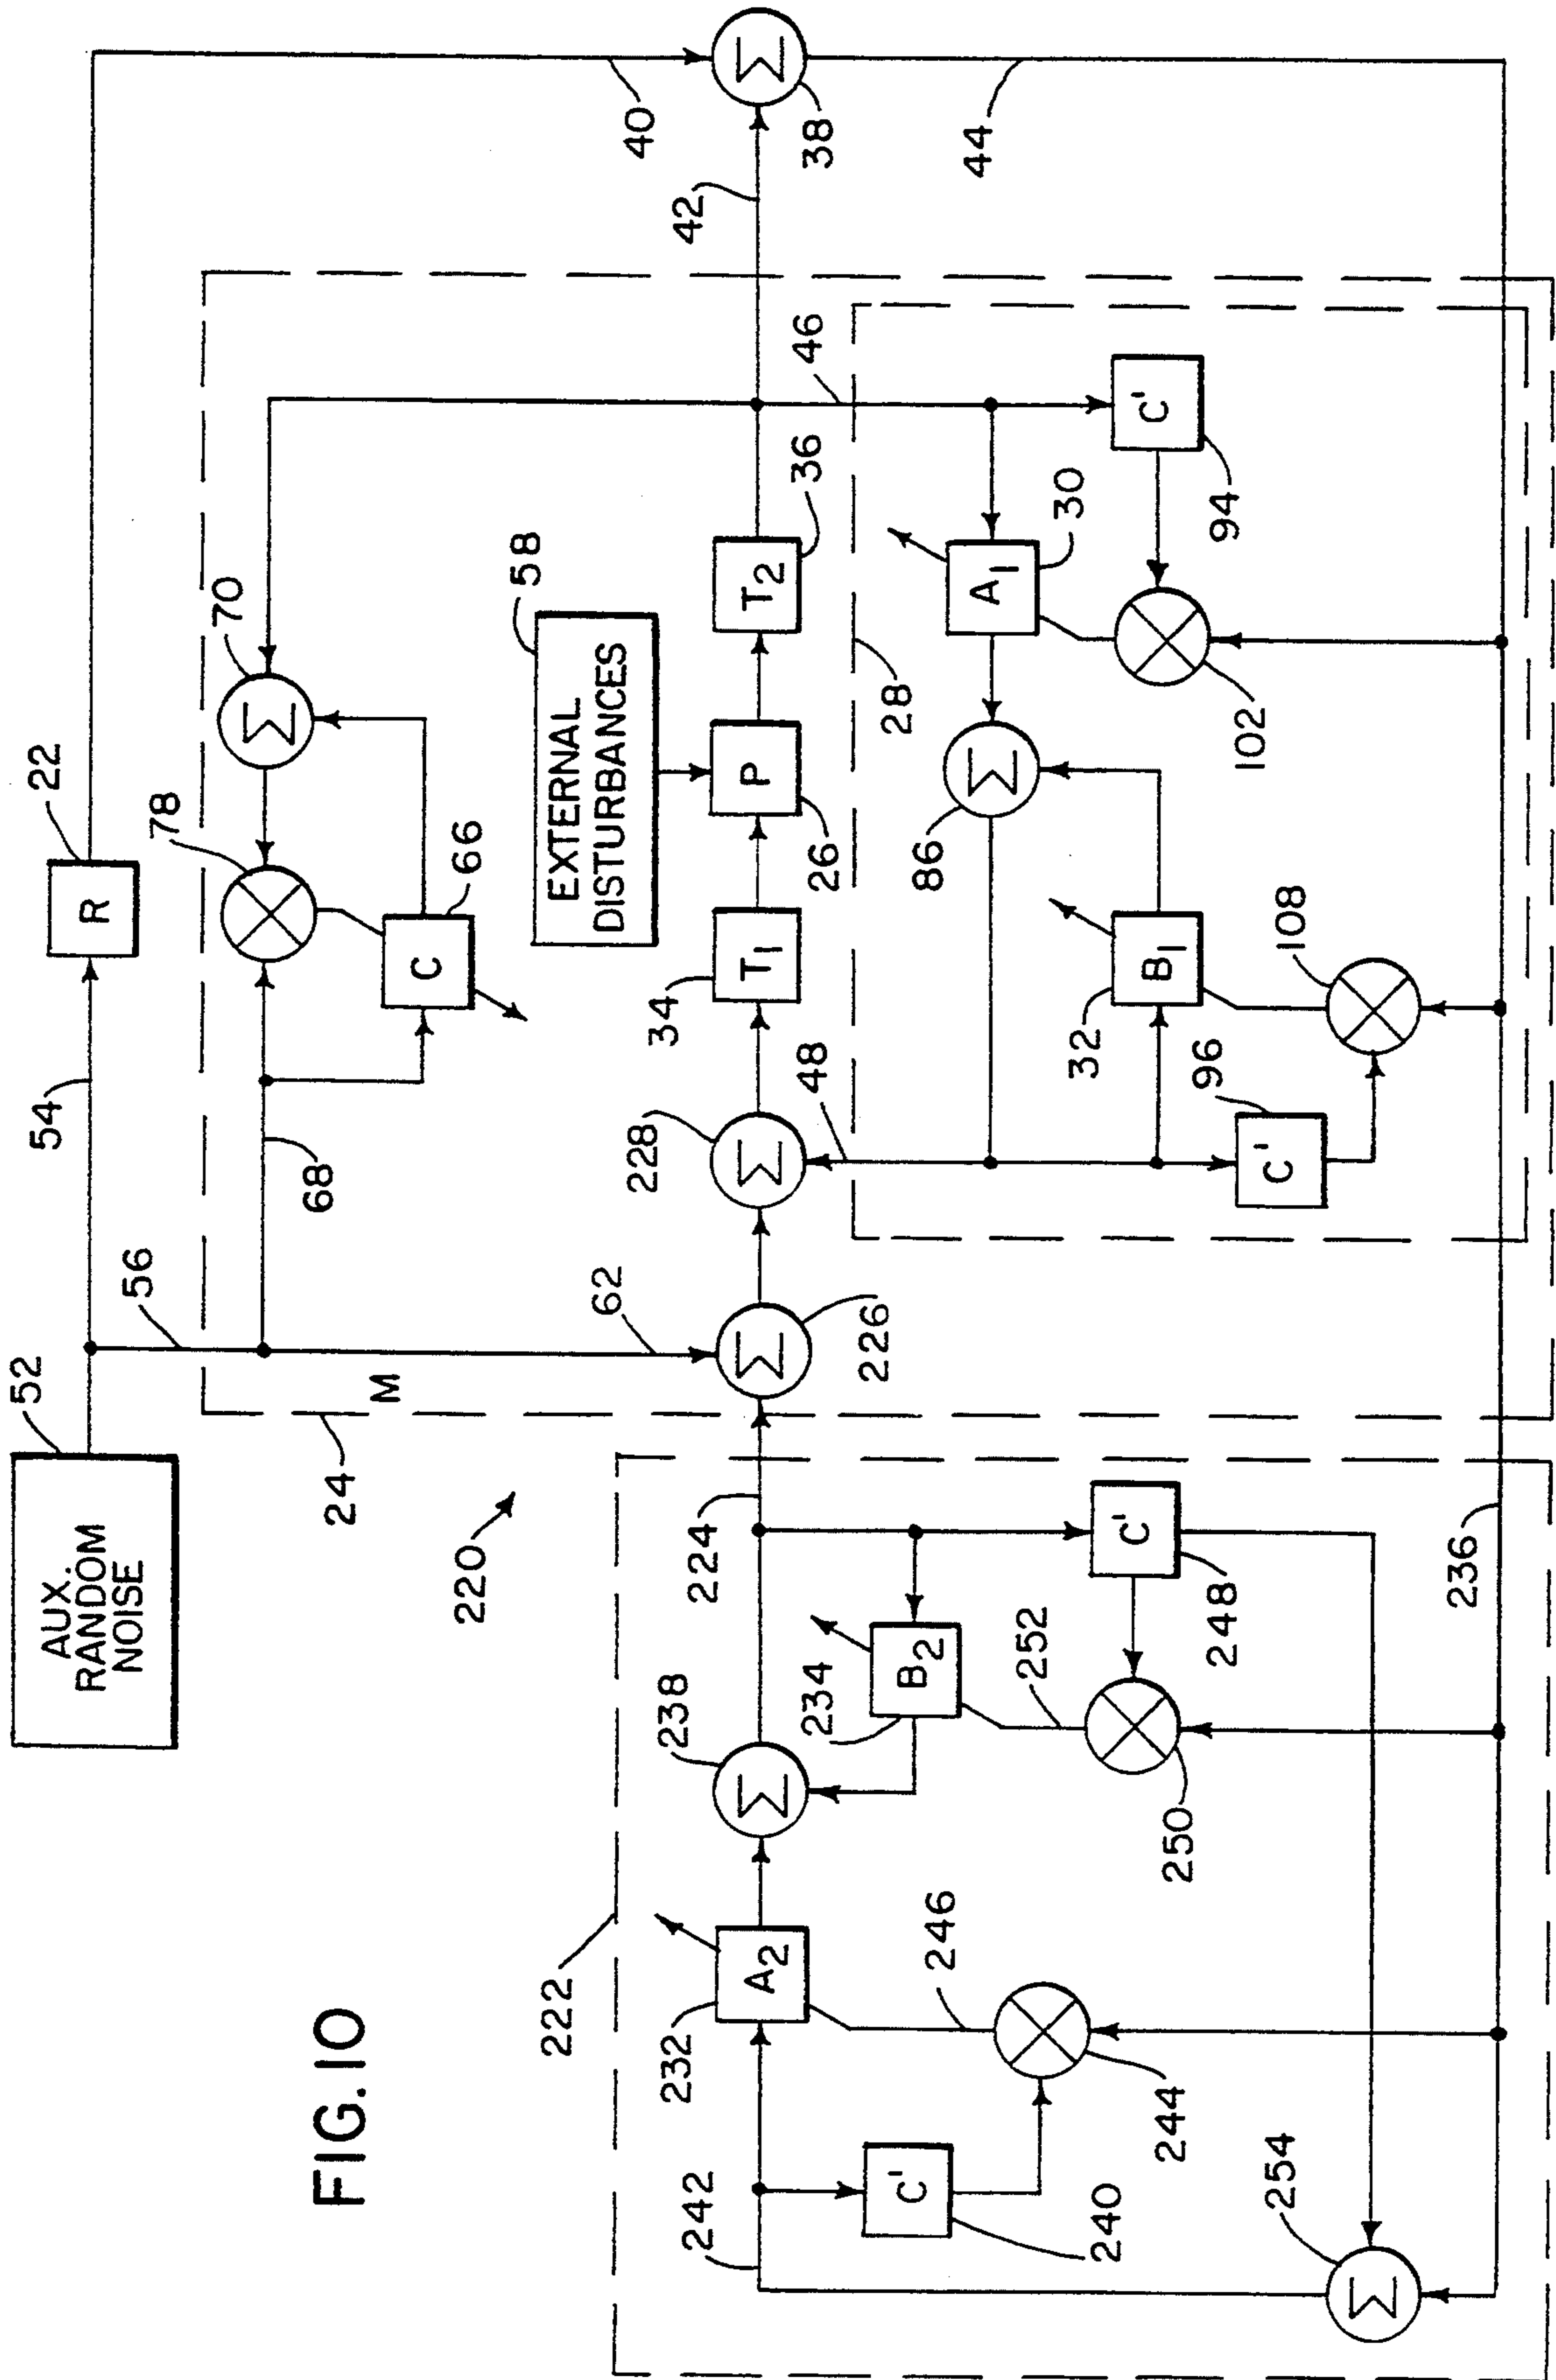 FIG.10
AUX.
RANDOM
NOISE
52
54
R
22
40
56
68
78
70
C
66
EXTERNAL
DISTURBANCES
58
24
M
62
Σ
Σ
226
Σ
228
T1
34
P
26
T2
36
42
Σ
38
44
46
48
28
Σ
86
A1
30
B1
32
C'
94
C'
96
102
108
220
222
224
Σ
238
A2
232
B2
234
C'
240
242
244
246
C'
248
250
252
Σ
254
236